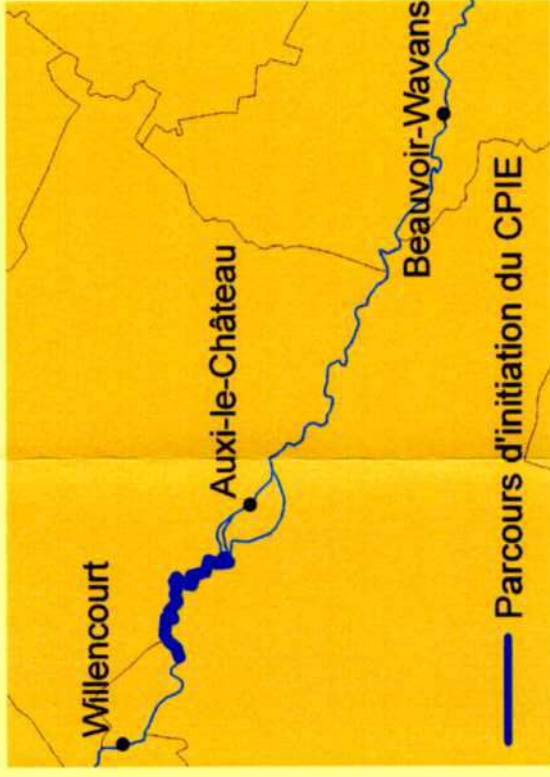 Willencourt
Auxi-le-Château
Beauvoir-Wavans
Parcours d'initiation du CPIE